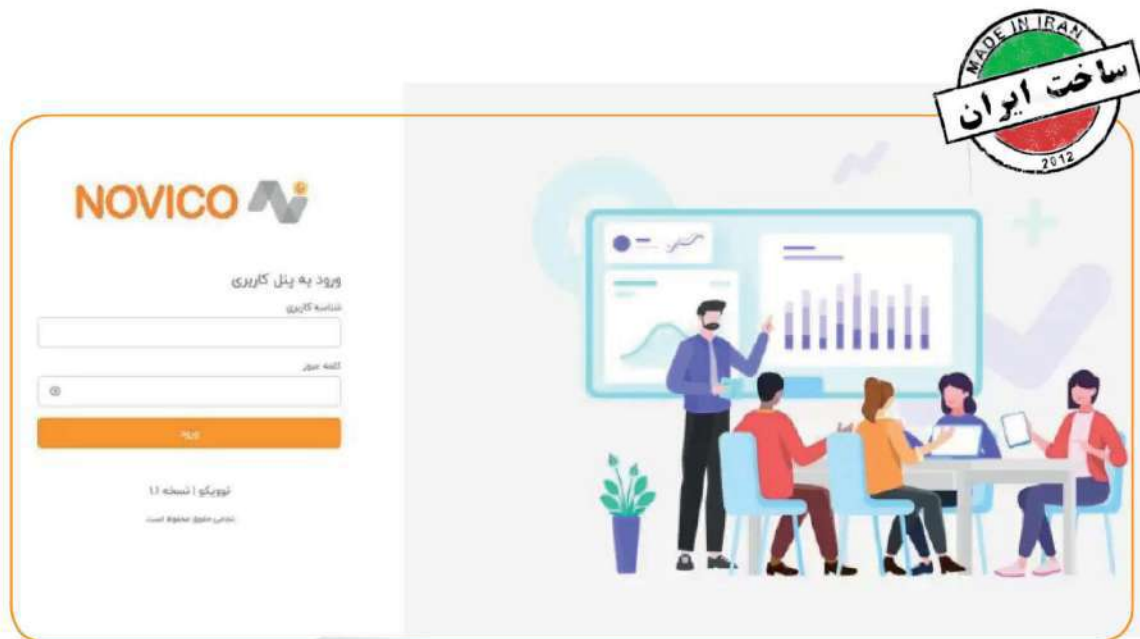 MADE IN IRAN
ساخت ایران
2012
NOVICO
ورود به پنل کاربری
شناسه کاربری
کلمه عبور
ورود
نوویکو | نسخه 1.1
تمامی حقوق محفوظ است